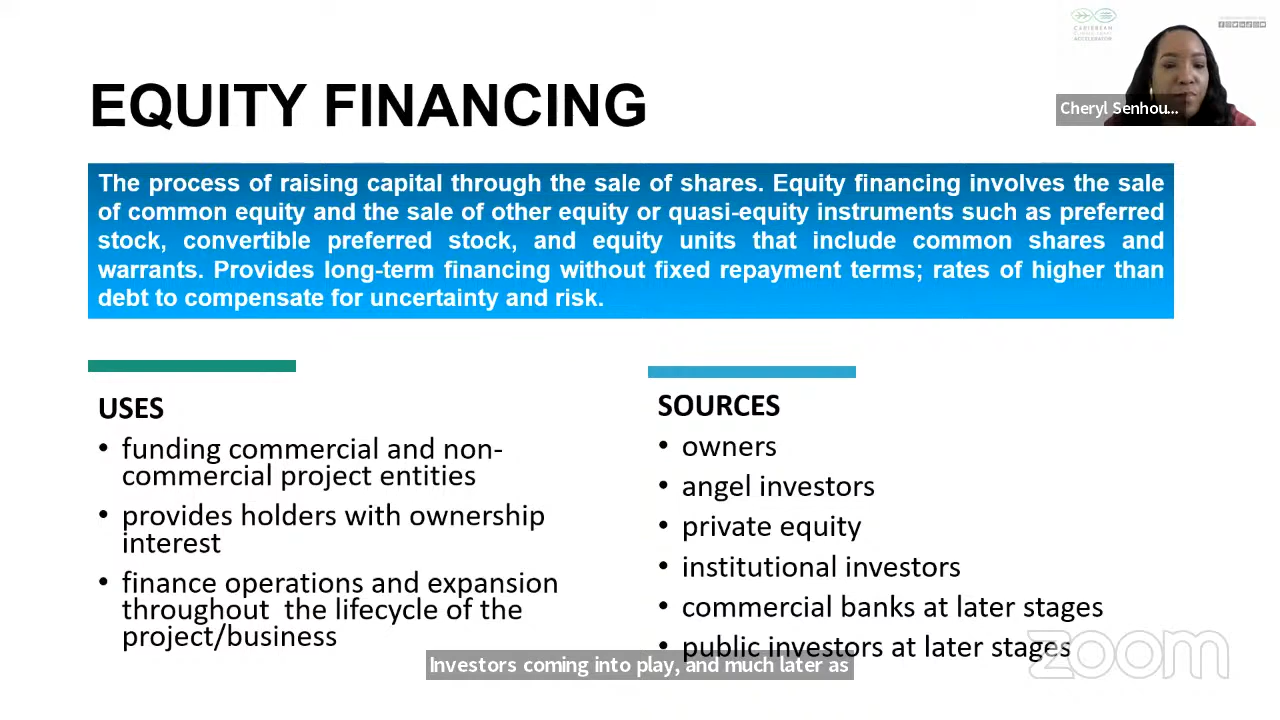 CARIBBEAN
ACCELERATOR
Cheryl Senhou...
EQUITY FINANCING
The process of raising capital through the sale of shares. Equity financing involves the sale
of common equity and the sale of other equity or quasi-equity instruments such as preferred
stock, convertible preferred stock, and equity units that include common shares and
warrants. Provides long-term financing without fixed repayment terms; rates of higher than
debt to compensate for uncertainty and risk.
USES
• funding commercial and non-
commercial project entities
• provides holders with ownership
interest
• finance operations and expansion
throughout the lifecycle of the
project/business
SOURCES
• owners
• angel investors
• private equity
• institutional investors
• commercial banks at later stages
• public investors at later stages
Investors coming into play, and much later as
zoom